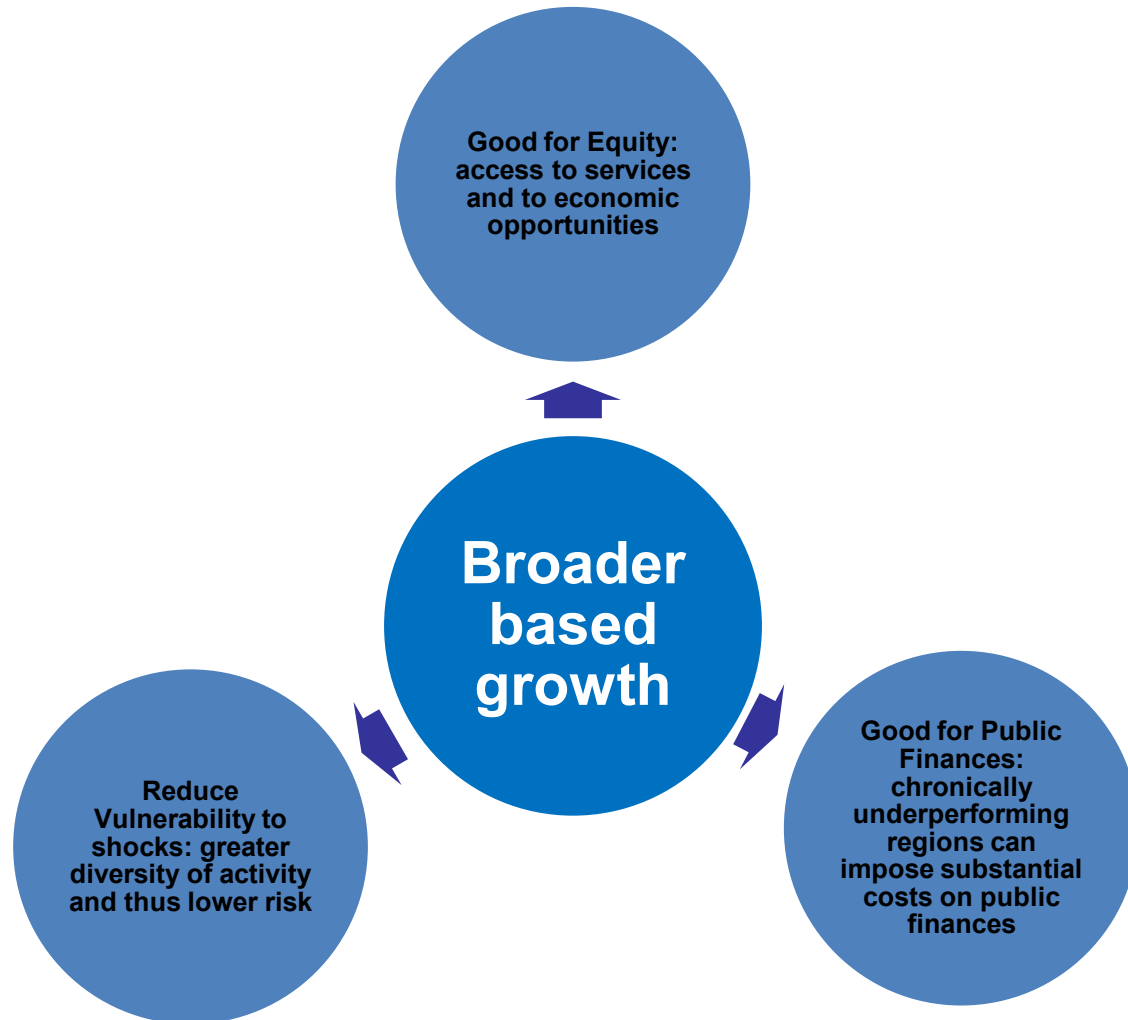 Good for Equity:
access to services
and to economic
opportunities
Broader
based
growth
Reduce
Vulnerability to
shocks: greater
diversity of activity
and thus lower risk
Good for Public
Finances:
chronically
underperforming
regions can
impose substantial
costs on public
finances